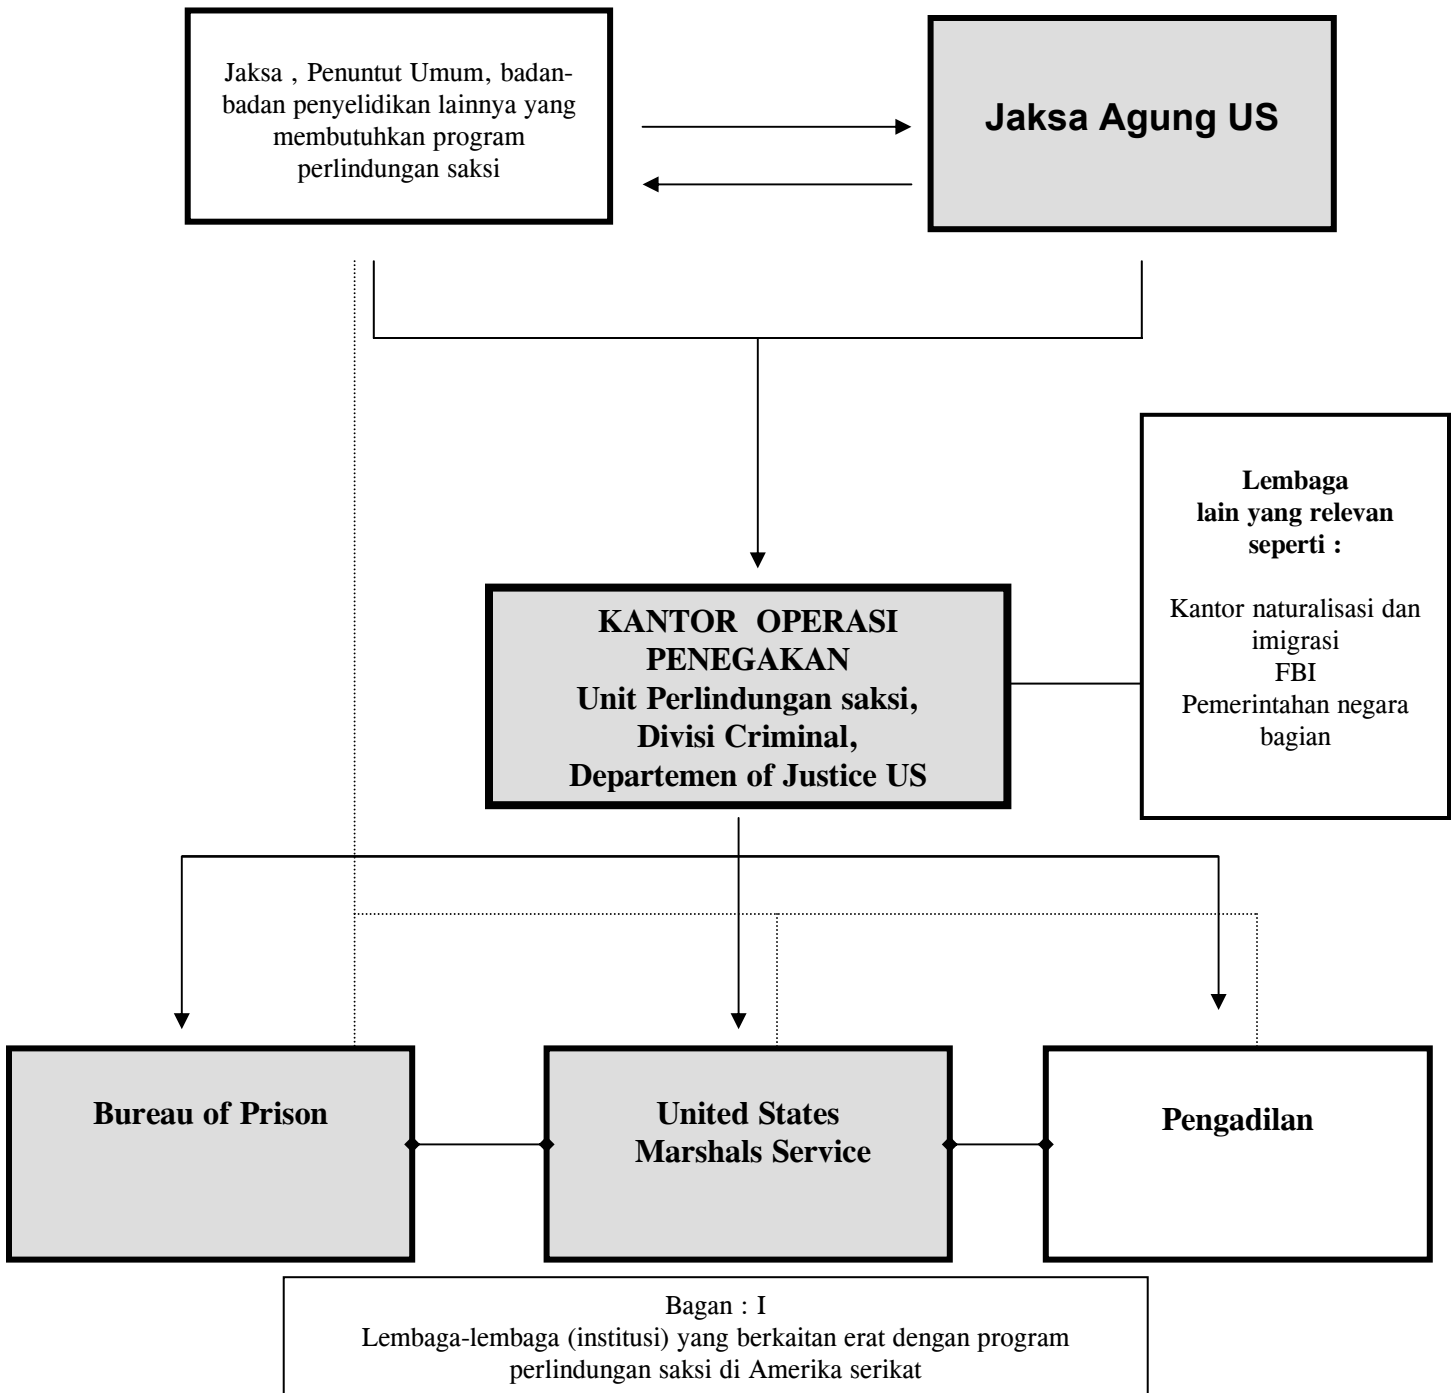 Jaksa , Penuntut Umum, badan-
badan penyelidikan lainnya yang
membutuhkan program
perlindungan saksi
Jaksa Agung US
Lembaga
lain yang relevan
seperti :
Kantor naturalisasi dan
imigrasi
FBI
Pemerintahan negara
bagian
KANTOR OPERASI
PENEGAKAN
Unit Perlindungan saksi,
Divisi Criminal,
Departemen of Justice US
Bureau of Prison
United States
Marshals Service
Pengadilan
Bagan : I
Lembaga-lembaga (institusi) yang berkaitan erat dengan program
perlindungan saksi di Amerika serikat